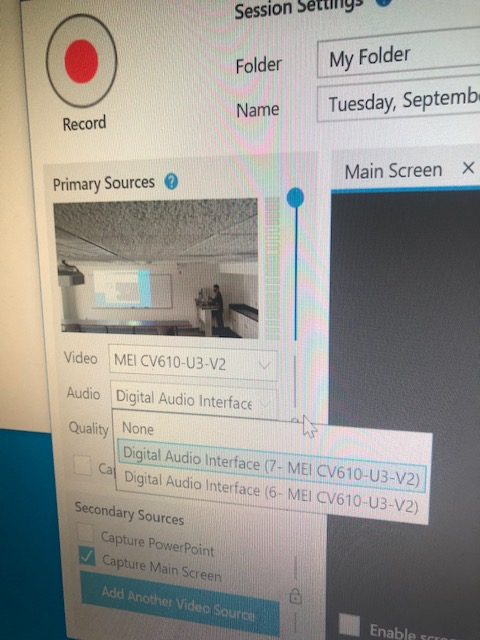 Session Settings
Record
Folder
My Folder
Name
Tuesday, Septemb
Primary Sources ?
Main Screen ×
Video
MEI CV610-U3-V2
Audio
Digital Audio Interface
Quality
None
Digital Audio Interface (7- MEI CV610-U3-V2)
Digital Audio Interface (6- MEI CV610-U3-V2)
Ca
Secondary Sources
Capture PowerPoint
Capture Main Screen
Add Another Video Source
Enable